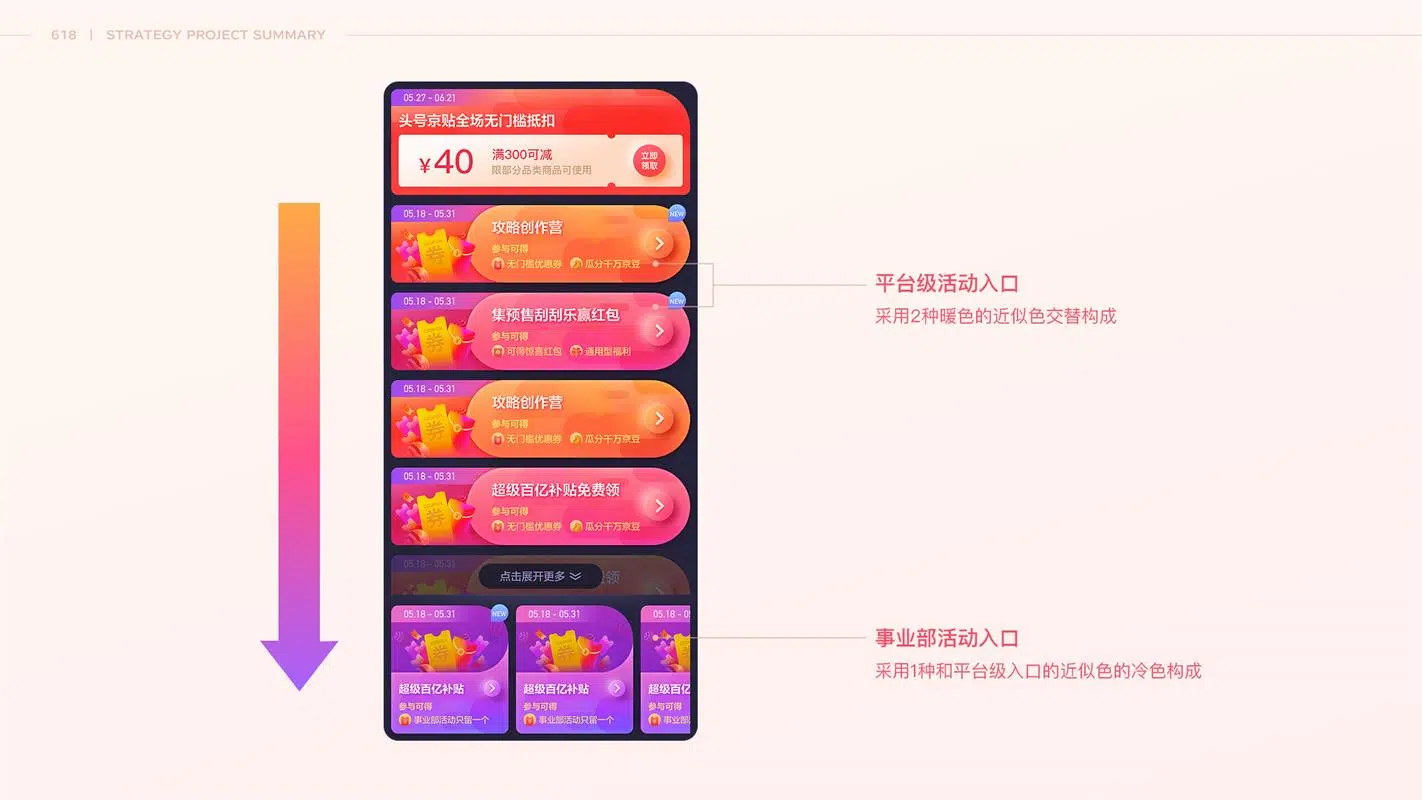 618 | STRATEGY PROJECT SUMMARY
05.27 - 06.21
头号京贴全场无门槛抵扣
¥40
满300可减
限部分品类商品可使用
立即
领取
05.18 - 05.31
NEW
攻略创作营
参与可得
无门槛优惠券 瓜分千万京豆
券
05.18 - 05.31
NEW
集预售刮刮乐赢红包
参与可得
可得惊喜红包 通用型福利
券
平台级活动入口
采用2种暖色的近似色交替构成
05.18 - 05.31
攻略创作营
参与可得
无门槛优惠券 瓜分千万京豆
券
05.18 - 05.31
超级百亿补贴免费领
参与可得
无门槛优惠券 瓜分千万京豆
券
05.18 - 05.31
点击展开更多
领
05.18 - 05.31
NEW
券
超级百亿补贴
参与可得
事业部活动只留一个
05.18 - 05.31
券
超级百亿补贴
参与可得
事业部活动只留一个
05.18 - 0
超级百亿
参与可得
事业部
事业部活动入口
采用1种和平台级入口的近似色的冷色构成